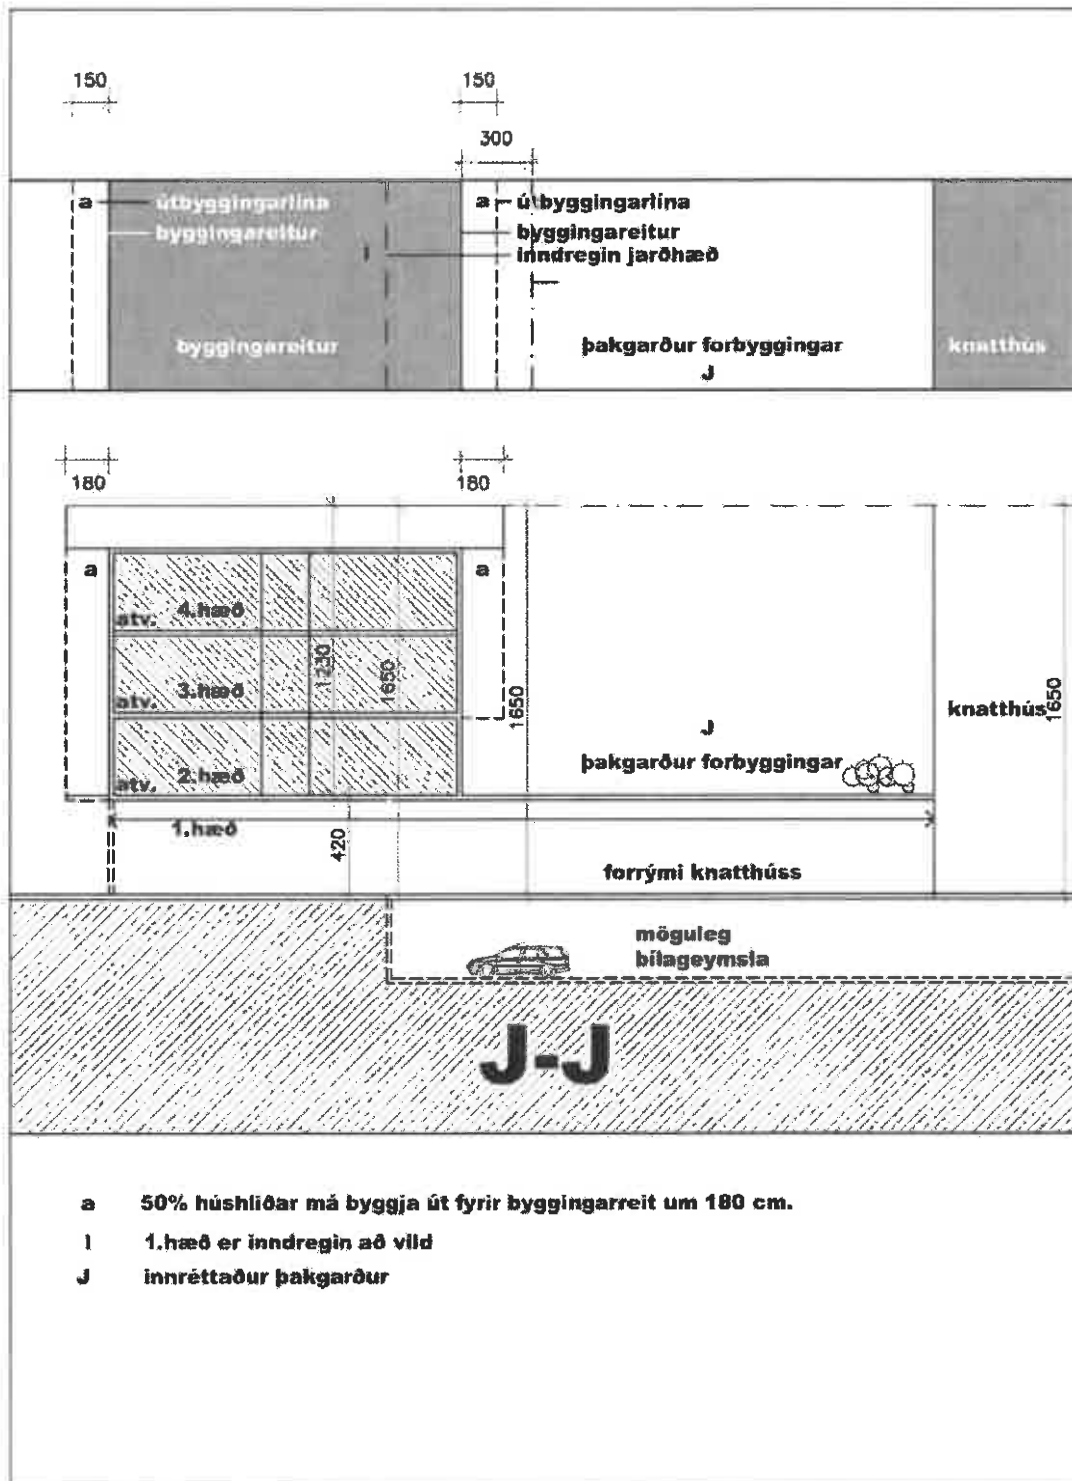 150
150
300
a
útbyggingarlína
byggingareitur
a
útbyggingarlína
byggingareitur
inndregin jarðhæð
I
byggingareitur
þakgarður forbyggingar
J
knatthús
180
180
a
a
atv. 4.hæð
atv. 3.hæð
atv. 2.hæð
1230
1650
1650
1650
knatthús
J
þakgarður forbyggingar
1.hæð
420
forrými knatthúss
möguleg
bílageymsla
J-J
a 50% húshliðar má byggja út fyrir byggingarreit um 180 cm.
I 1.hæð er inndregin að vild
J innréttaður þakgarður